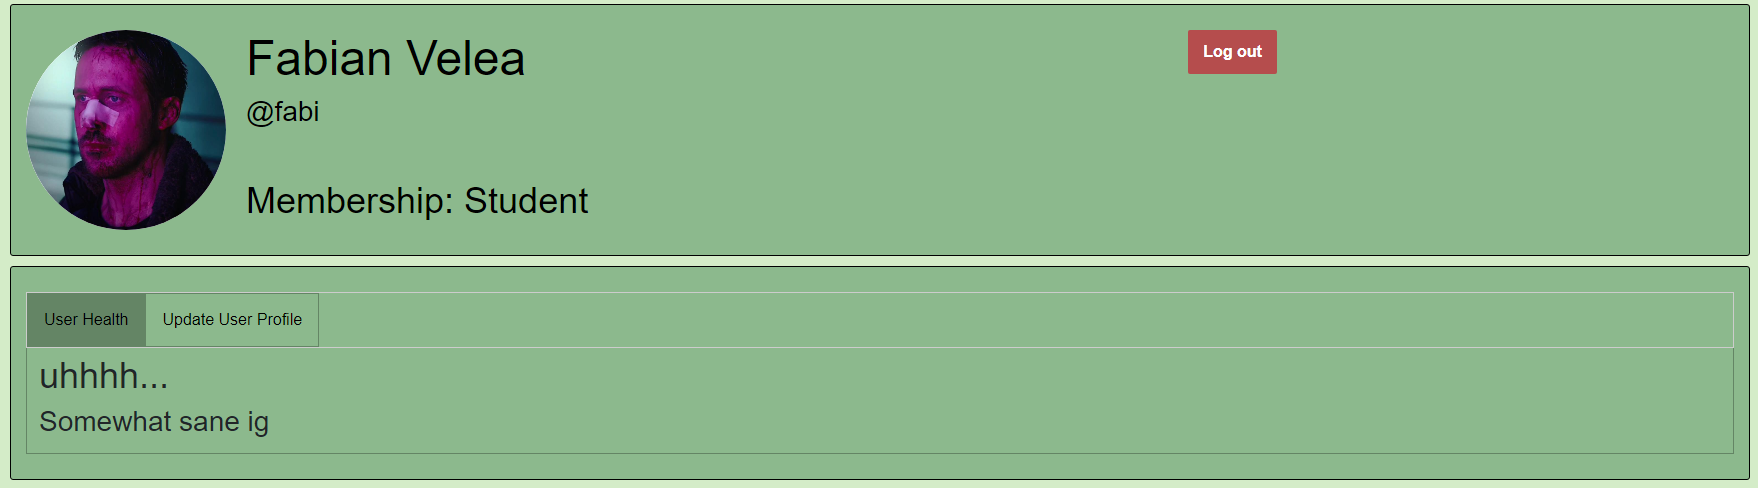 Fabian Velea
Log out
@fabi
Membership: Student
User Health
Update User Profile
uhhhh...
Somewhat sane ig